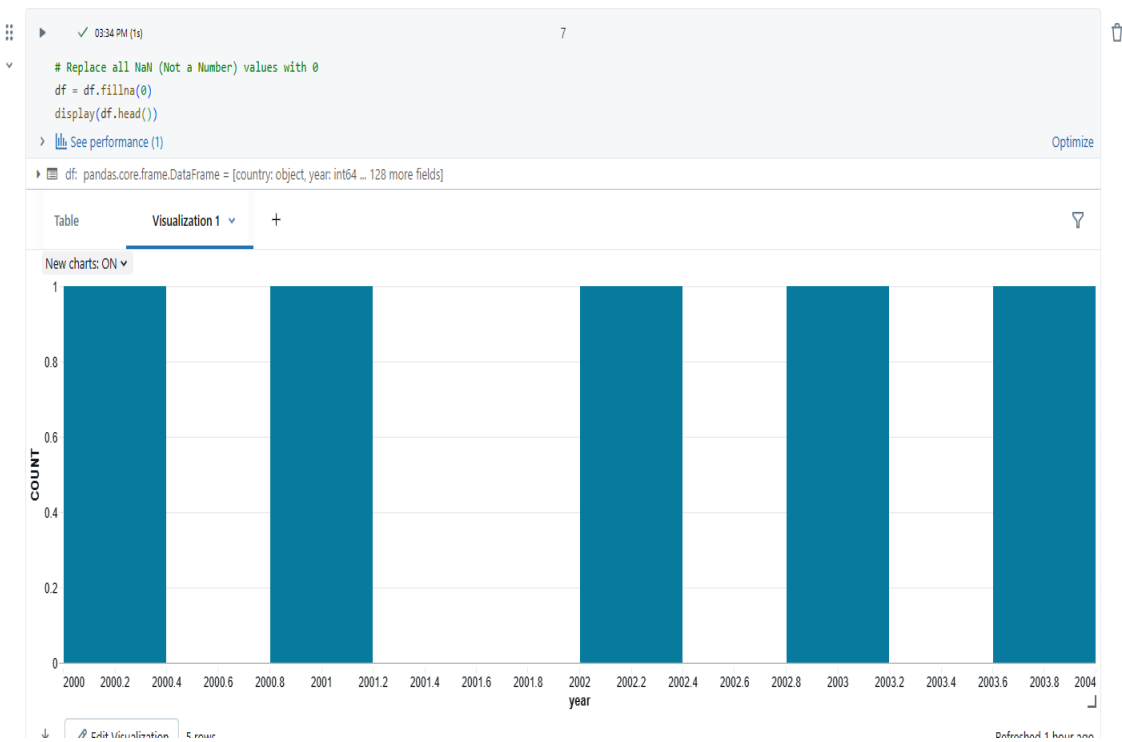 03:34 PM (1s)
7
# Replace all NaN (Not a Number) values with 0
df = df.fillna(0)
display(df.head())
See performance (1)
Optimize
df: pandas.core.frame.DataFrame = [country: object, year: int64 ... 128 more fields]
Table Visualization 1 +
New charts: ON
1
0.8
0.6
0.4
0.2
0
COUNT
2000 2000.2 2000.4 2000.6 2000.8 2001 2001.2 2001.4 2001.6 2001.8 2002 2002.2 2002.4 2002.6 2002.8 2003 2003.2 2003.4 2003.6 2003.8 2004
year
Edit Visualization 5 rows
Refreshed 1 hour ago